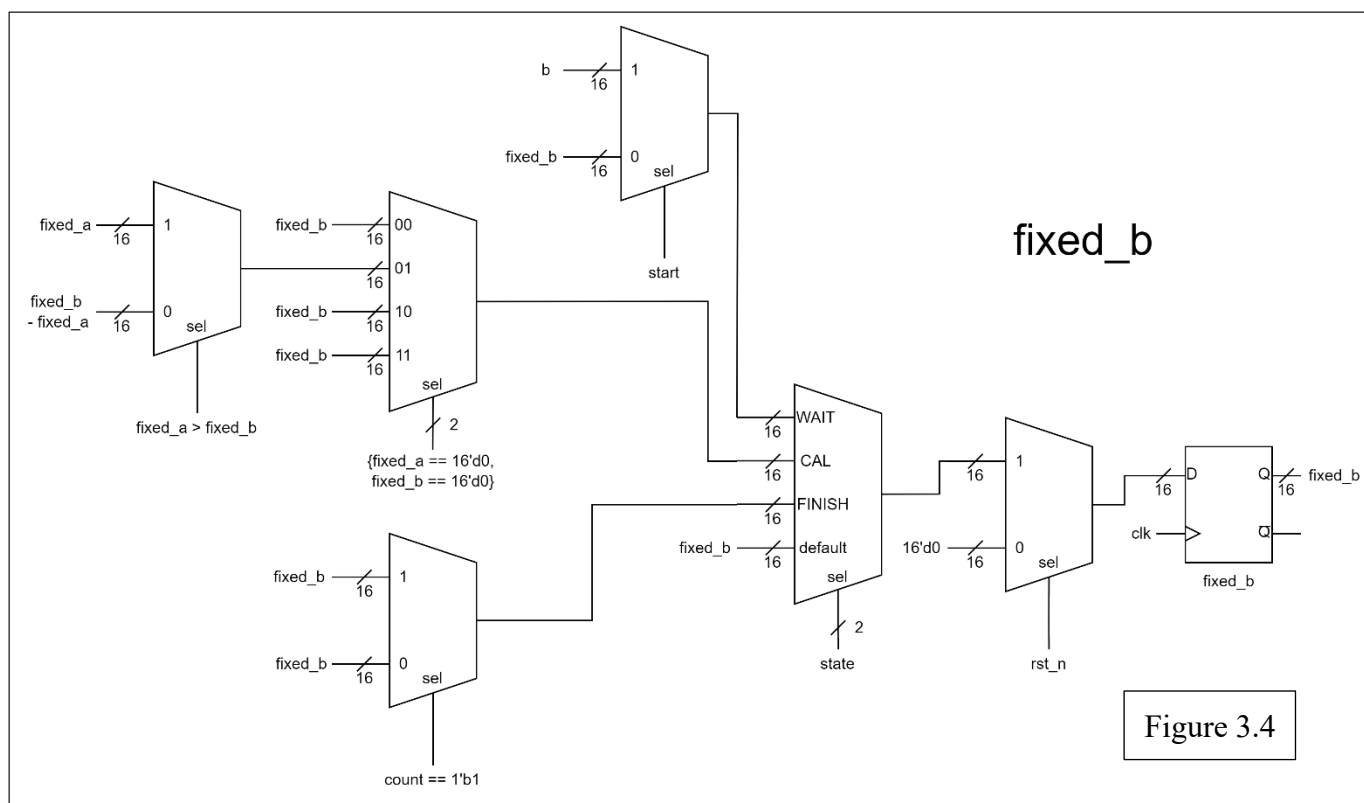 b
16
1
fixed_b
16
0
sel
start
fixed_b
fixed_a
16
1
fixed_b
- fixed_a
16
0
sel
fixed_a > fixed_b
fixed_b
16
00
16
01
fixed_b
16
10
fixed_b
16
11
sel
2
{fixed_a == 16'd0,
fixed_b == 16'd0}
fixed_b
16
1
fixed_b
16
0
sel
count == 1'b1
16
WAIT
16
CAL
16
FINISH
fixed_b
16
default
sel
2
state
16
1
16'd0
16
0
sel
rst_n
16
D
Q
16
fixed_b
clk
Q
fixed_b
Figure 3.4